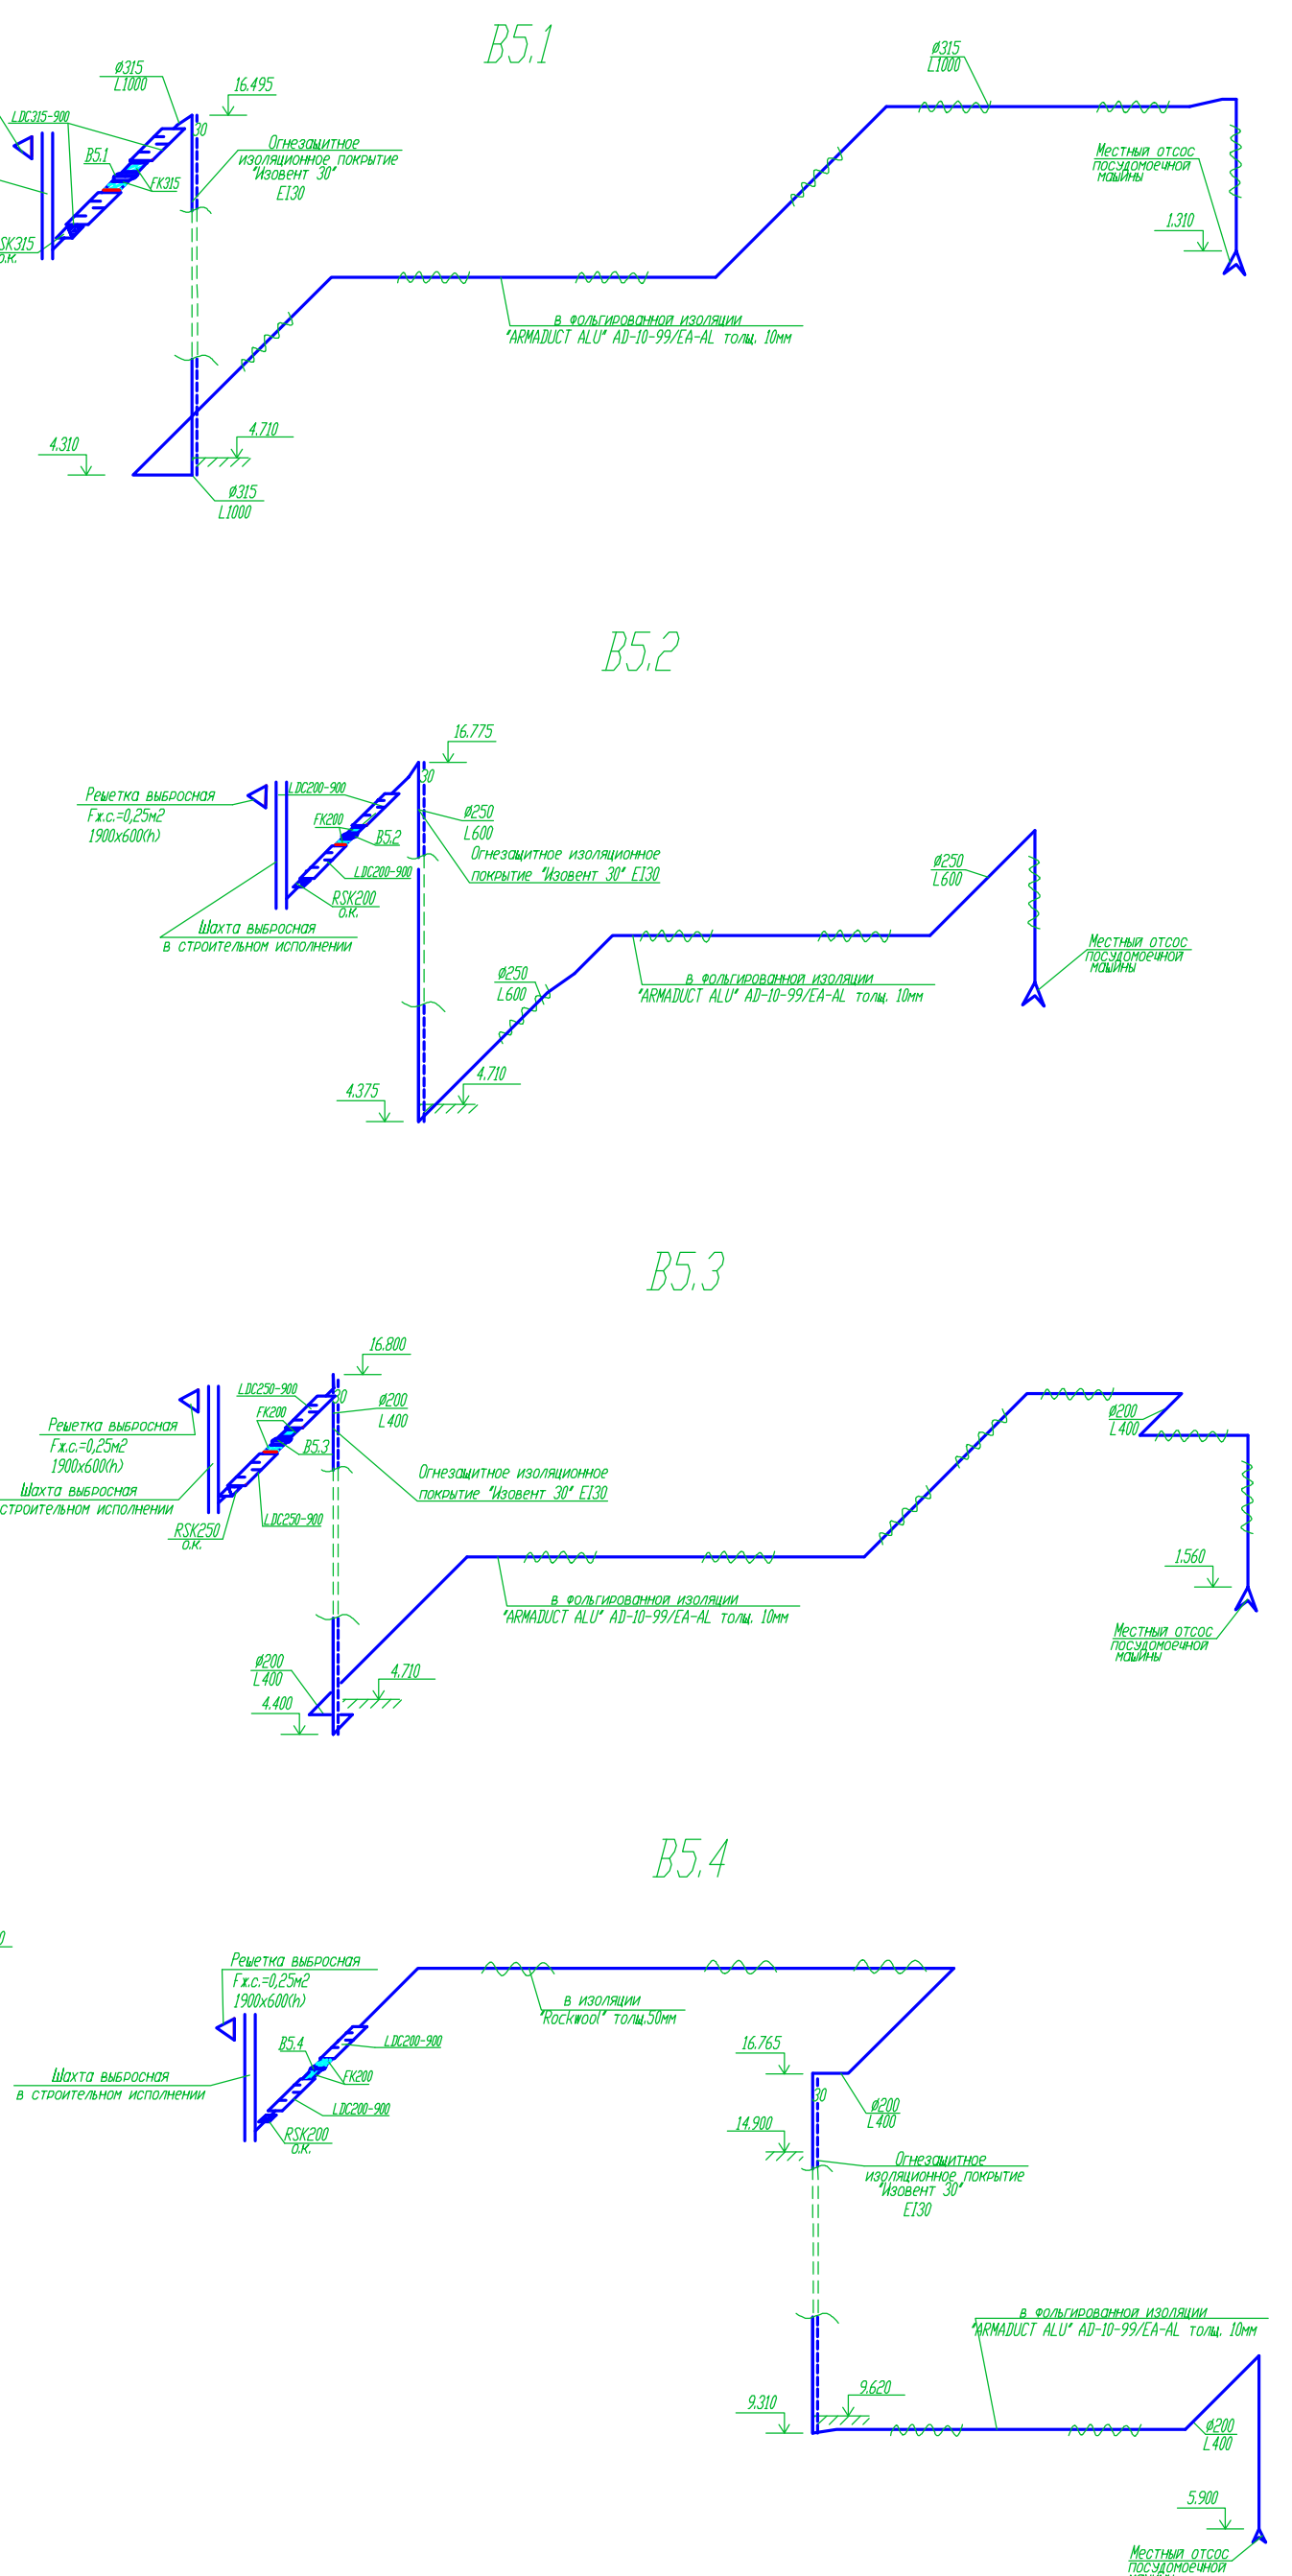 В5.1
ø315
L1000
16.495
LDC315-900
30
В5.1
FK315
Огнезащитное
изоляционное покрытие
"Изовент 30"
EI30
о.к.
ø315
L1000
Местный отсос
посудомоечной
машины
1.310
в фольгированной изоляции
"ARMADUCT ALU" AD-10-99/EA-AL толщ. 10мм
4.310
4.710
ø315
L1000
В5.2
16.775
Решетка выбросная
Fж.с.=0,25м2
1900х600(h)
LDC200-900
30
FK200
В5.2
ø250
L600
LDC200-900
RSK200
о.к.
Огнезащитное изоляционное
покрытие "Изовент 30" EI30
Шахта выбросная
в строительном исполнении
ø250
L600
ø250
L600
в фольгированной изоляции
"ARMADUCT ALU" AD-10-99/EA-AL толщ. 10мм
Местный отсос
посудомоечной
машины
4.375
4.710
В5.3
16.800
LDC250-900
30
FK200
ø200
L400
Решетка выбросная
Fж.с.=0,25м2
1900х600(h)
В5.3
Шахта выбросная
строительном исполнении
RSK250
о.к.
LDC250-900
Огнезащитное изоляционное
покрытие "Изовент 30" EI30
ø200
L400
1.560
в фольгированной изоляции
"ARMADUCT ALU" AD-10-99/EA-AL толщ. 10мм
Местный отсос
посудомоечной
машины
ø200
L400
4.400
4.710
В5.4
Решетка выбросная
Fж.с.=0,25м2
1900х600(h)
в изоляции
"Rockwool" толщ.50мм
В5.4
LDC200-900
FK200
Шахта выбросная
в строительном исполнении
LDC200-900
RSK200
о.к.
16.765
30
ø200
L400
14.900
Огнезащитное
изоляционное покрытие
"Изовент 30"
EI30
в фольгированной изоляции
"ARMADUCT ALU" AD-10-99/EA-AL толщ. 10мм
9.310
9.620
ø200
L400
5.900
Местный отсос
посудомоечной